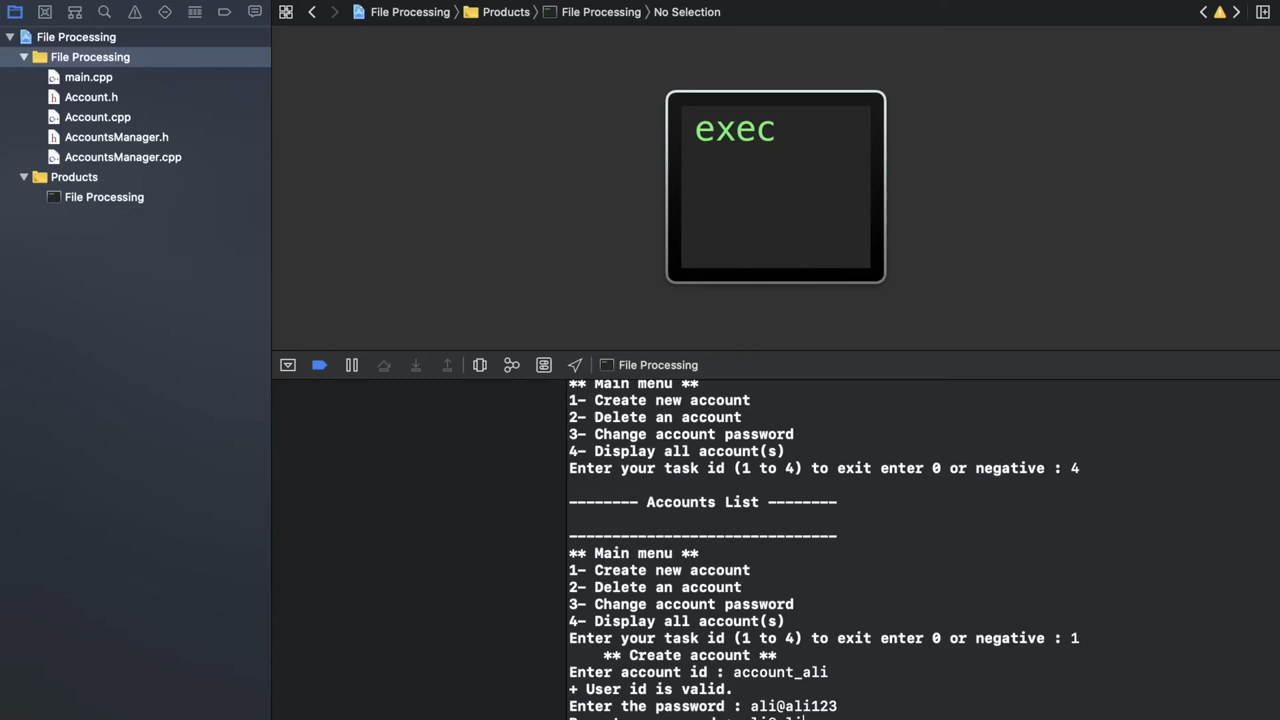 File Processing > Products > File Processing > No Selection
File Processing
File Processing
main.cpp
Account.h
Account.cpp
AccountsManager.h
AccountsManager.cpp
Products
File Processing
exec
File Processing
** Main menu **
1- Create new account
2- Delete an account
3- Change account password
4- Display all account(s)
Enter your task id (1 to 4) to exit enter 0 or negative : 4
-------- Accounts List --------
-------------------------------
** Main menu **
1- Create new account
2- Delete an account
3- Change account password
4- Display all account(s)
Enter your task id (1 to 4) to exit enter 0 or negative : 1
** Create account **
Enter account id : account_ali
+ User id is valid.
Enter the password : ali@ali123